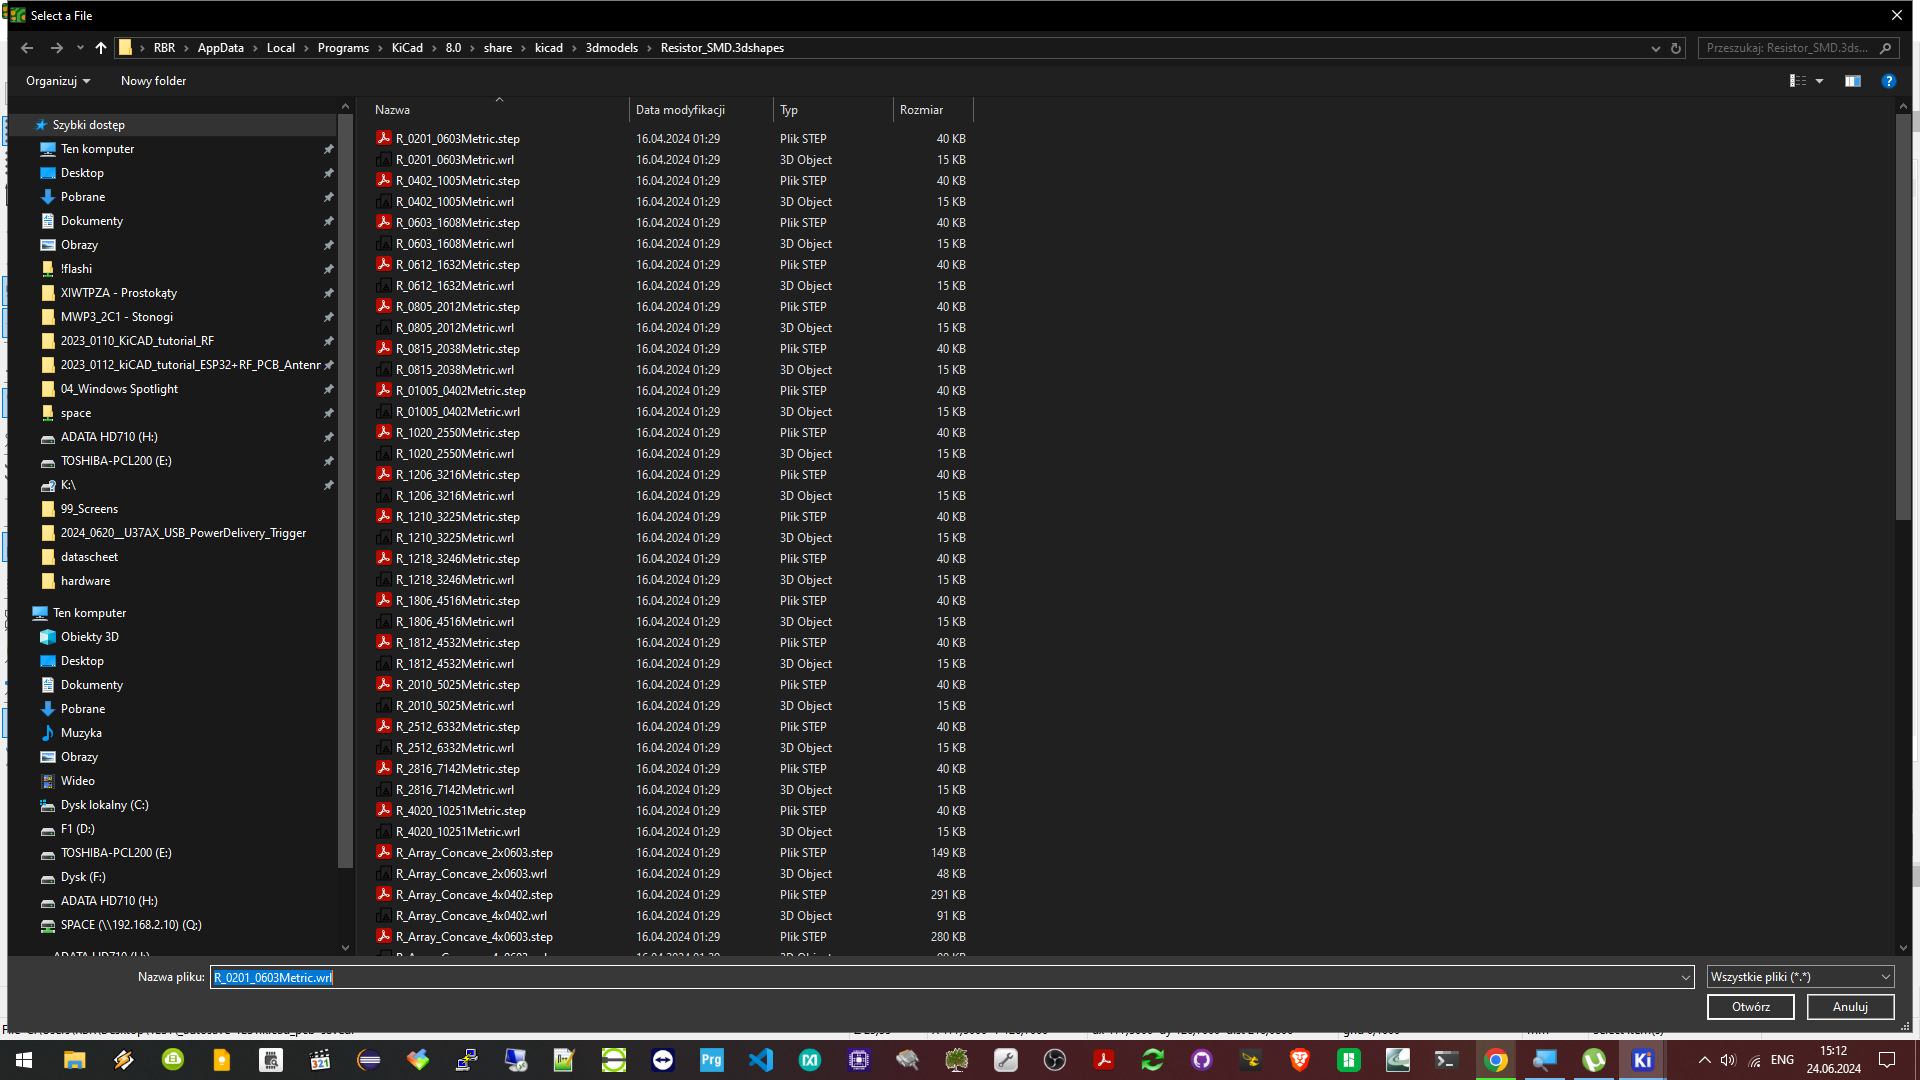 Select a File
RBR › AppData › Local › Programs › KiCad › 8.0 › share › kicad › 3dmodels › Resistor_SMD.3dshapes
Przeszukaj: Resistor_SMD.3ds...
Organizuj Nowy folder
Nazwa Data modyfikacji Typ Rozmiar
Szybki dostęp
Ten komputer
Desktop
Pobrane
Dokumenty
Obrazy
!flashi
XIWTPZA - Prostokąty
MWP3_2C1 - Stonogi
2023_0110_KiCAD_tutorial_RF
2023_0112_kiCAD_tutorial_ESP32+RF_PCB_Antenr
04_Windows Spotlight
space
ADATA HD710 (H:)
TOSHIBA-PCL200 (E:)
K:\
99_Screens
2024_0620__U37AX_USB_PowerDelivery_Trigger
datascheet
hardware
Ten komputer
Obiekty 3D
Desktop
Dokumenty
Pobrane
Muzyka
Obrazy
Wideo
Dysk lokalny (C:)
F1 (D:)
TOSHIBA-PCL200 (E:)
Dysk (F:)
ADATA HD710 (H:)
SPACE (\\192.168.2.10) (Q:)
ADATA HD710 (H:)
R_0201_0603Metric.step 16.04.2024 01:29 Plik STEP 40 KB
R_0201_0603Metric.wrl 16.04.2024 01:29 3D Object 15 KB
R_0402_1005Metric.step 16.04.2024 01:29 Plik STEP 40 KB
R_0402_1005Metric.wrl 16.04.2024 01:29 3D Object 15 KB
R_0603_1608Metric.step 16.04.2024 01:29 Plik STEP 40 KB
R_0603_1608Metric.wrl 16.04.2024 01:29 3D Object 15 KB
R_0612_1632Metric.step 16.04.2024 01:29 Plik STEP 40 KB
R_0612_1632Metric.wrl 16.04.2024 01:29 3D Object 15 KB
R_0805_2012Metric.step 16.04.2024 01:29 Plik STEP 40 KB
R_0805_2012Metric.wrl 16.04.2024 01:29 3D Object 15 KB
R_0815_2038Metric.step 16.04.2024 01:29 Plik STEP 40 KB
R_0815_2038Metric.wrl 16.04.2024 01:29 3D Object 15 KB
R_01005_0402Metric.step 16.04.2024 01:29 Plik STEP 40 KB
R_01005_0402Metric.wrl 16.04.2024 01:29 3D Object 15 KB
R_1020_2550Metric.step 16.04.2024 01:29 Plik STEP 40 KB
R_1020_2550Metric.wrl 16.04.2024 01:29 3D Object 15 KB
R_1206_3216Metric.step 16.04.2024 01:29 Plik STEP 40 KB
R_1206_3216Metric.wrl 16.04.2024 01:29 3D Object 15 KB
R_1210_3225Metric.step 16.04.2024 01:29 Plik STEP 40 KB
R_1210_3225Metric.wrl 16.04.2024 01:29 3D Object 15 KB
R_1218_3246Metric.step 16.04.2024 01:29 Plik STEP 40 KB
R_1218_3246Metric.wrl 16.04.2024 01:29 3D Object 15 KB
R_1806_4516Metric.step 16.04.2024 01:29 Plik STEP 40 KB
R_1806_4516Metric.wrl 16.04.2024 01:29 3D Object 15 KB
R_1812_4532Metric.step 16.04.2024 01:29 Plik STEP 40 KB
R_1812_4532Metric.wrl 16.04.2024 01:29 3D Object 15 KB
R_2010_5025Metric.step 16.04.2024 01:29 Plik STEP 40 KB
R_2010_5025Metric.wrl 16.04.2024 01:29 3D Object 15 KB
R_2512_6332Metric.step 16.04.2024 01:29 Plik STEP 40 KB
R_2512_6332Metric.wrl 16.04.2024 01:29 3D Object 15 KB
R_2816_7142Metric.step 16.04.2024 01:29 Plik STEP 40 KB
R_2816_7142Metric.wrl 16.04.2024 01:29 3D Object 15 KB
R_4020_10251Metric.step 16.04.2024 01:29 Plik STEP 40 KB
R_4020_10251Metric.wrl 16.04.2024 01:29 3D Object 15 KB
R_Array_Concave_2x0603.step 16.04.2024 01:29 Plik STEP 149 KB
R_Array_Concave_2x0603.wrl 16.04.2024 01:29 3D Object 48 KB
R_Array_Concave_4x0402.step 16.04.2024 01:29 Plik STEP 291 KB
R_Array_Concave_4x0402.wrl 16.04.2024 01:29 3D Object 91 KB
R_Array_Concave_4x0603.step 16.04.2024 01:29 Plik STEP 280 KB
Nazwa pliku: R_0201_0603Metric.wrl Wszystkie pliki (*.*)
Otwórz Anuluj
321 Prg Ki ENG 15:12
24.06.2024